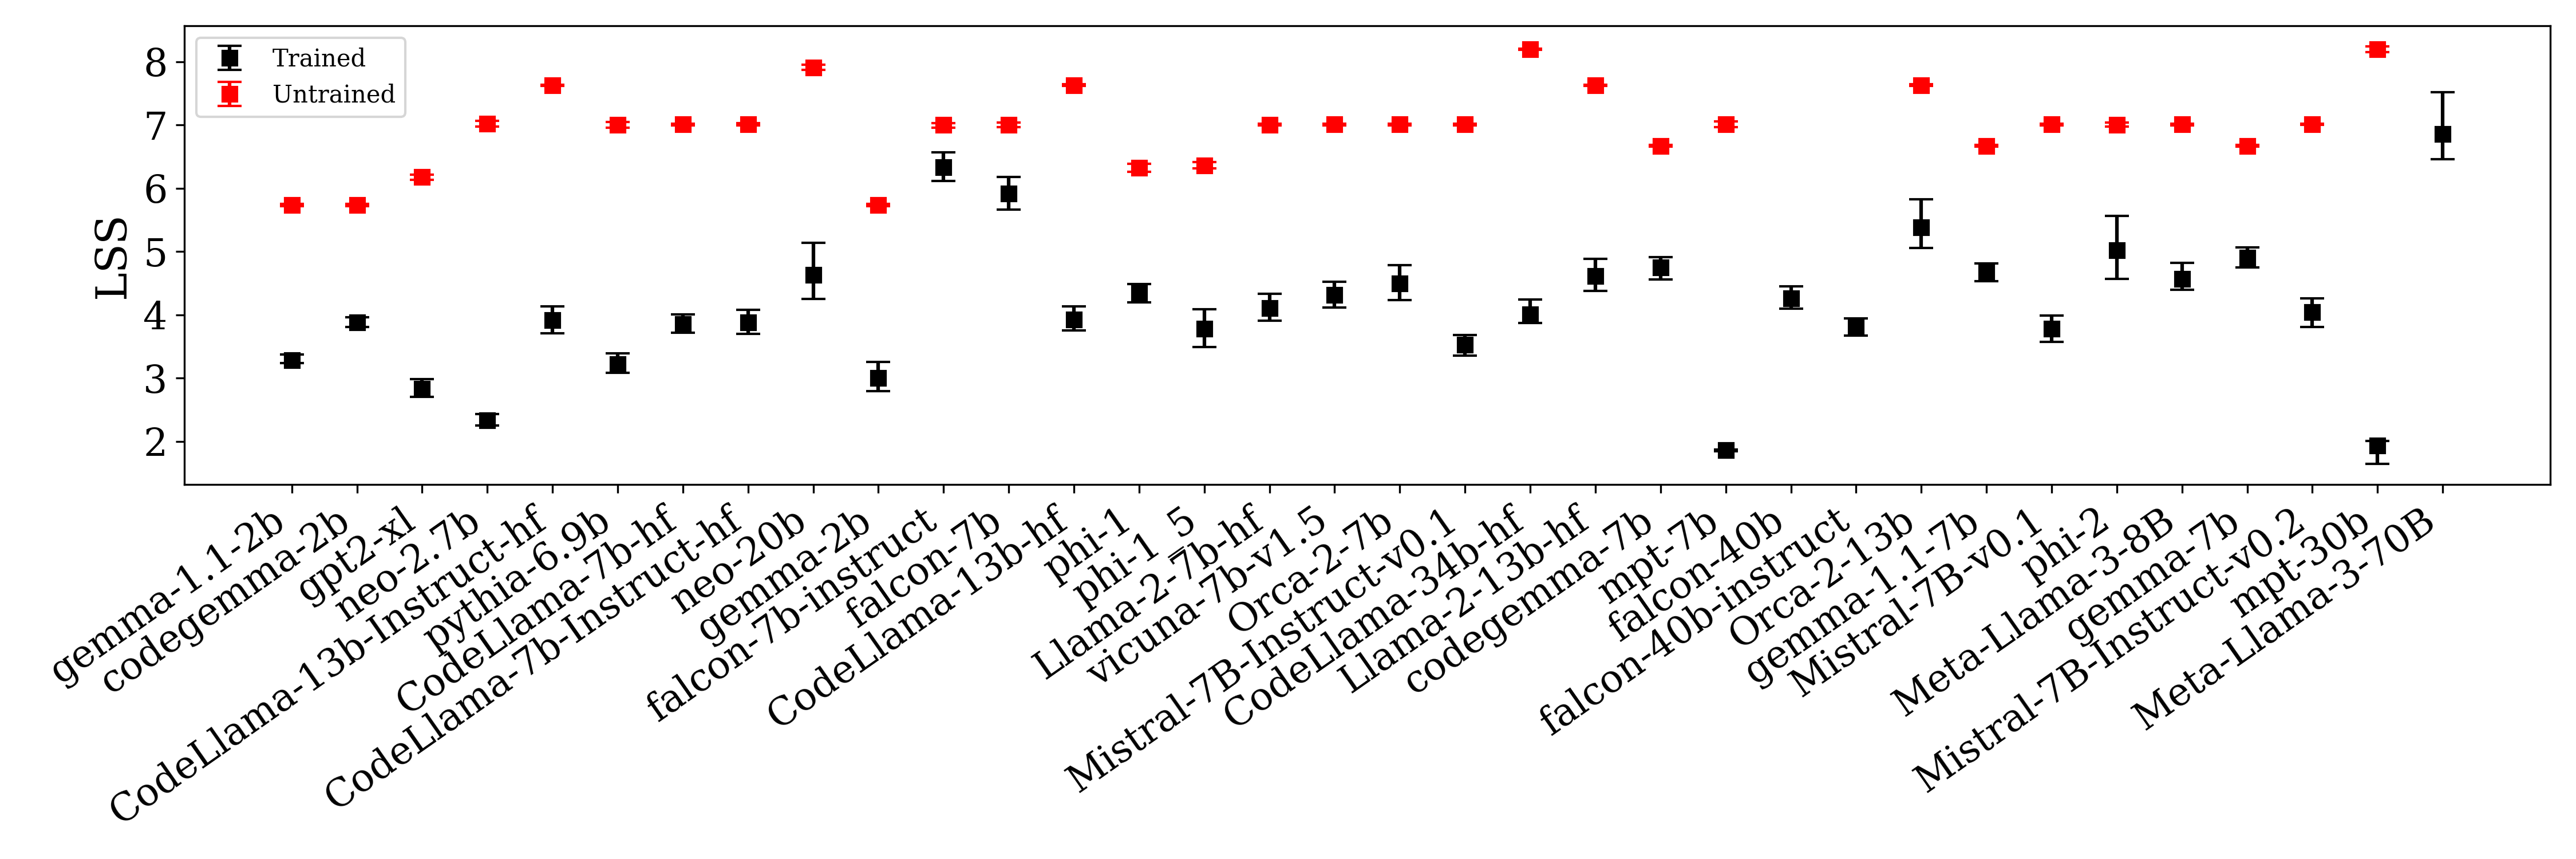 Trained
Untrained
LSS
8
7
6
5
4
3
2
gemma-1.1-2b
codegemma-2b
gpt2-xl
neo-2.7b
CodeLlama-13b-Instruct-hf
pythia-6.9b
CodeLlama-7b-hf
CodeLlama-7b-Instruct-hf
neo-20b
gemma-2b
falcon-7b-instruct
falcon-7b
CodeLlama-13b-hf
phi-1
phi-1_5
Llama-2-7b-hf
vicuna-7b-v1.5
Orca-2-7b
Mistral-7B-Instruct-v0.1
CodeLlama-34b-hf
Llama-2-13b-hf
codegemma-7b
mpt-7b
falcon-40b
falcon-40b-instruct
Orca-2-13b
gemma-1.1-7b
Mistral-7B-v0.1
phi-2
Meta-Llama-3-8B
gemma-7b
Mistral-7B-Instruct-v0.2
mpt-30b
Meta-Llama-3-70B